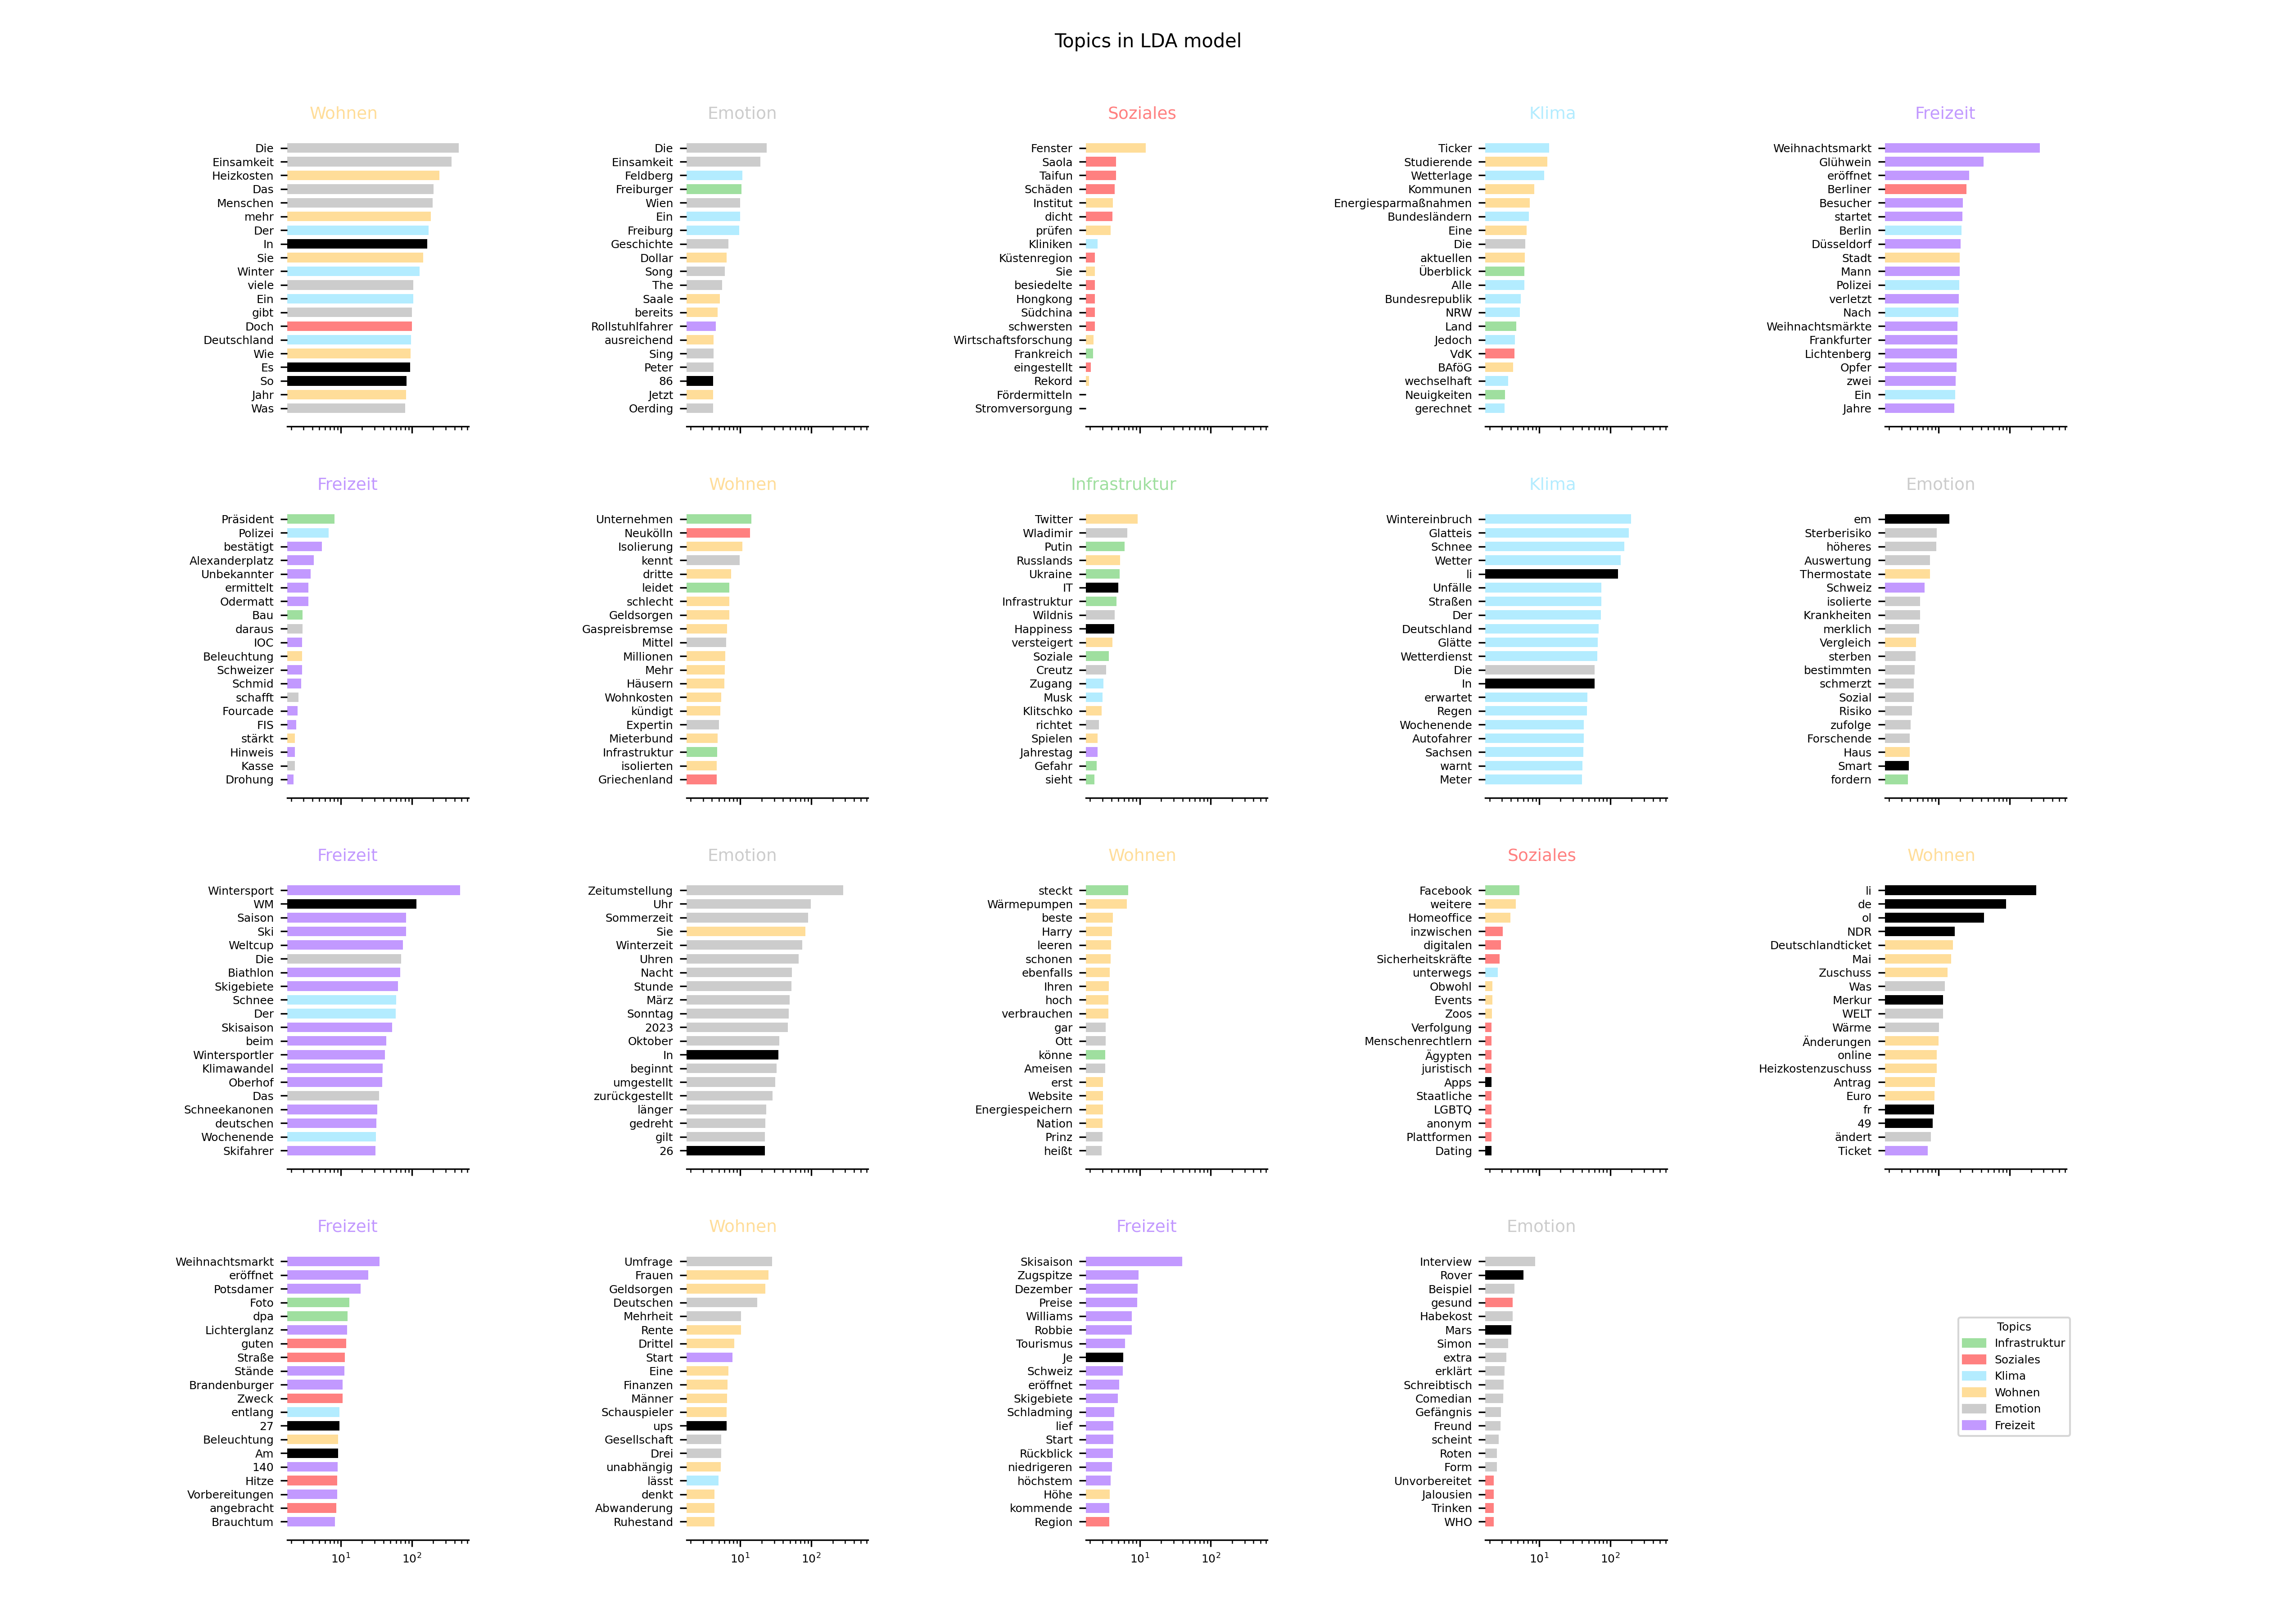 Topics in LDA model
Wohnen
Die
Einsamkeit
Heizkosten
Das
Menschen
mehr
Der
In
Sie
Winter
viele
Ein
gibt
Doch
Deutschland
Wie
Es
So
Jahr
Was
Emotion
Die
Einsamkeit
Feldberg
Freiburger
Wien
Ein
Freiburg
Geschichte
Dollar
Song
The
Saale
bereits
Rollstuhlfahrer
ausreichend
Sing
Peter
86
Jetzt
Oerding
Soziales
Fenster
Saola
Taifun
Schäden
Institut
dicht
prüfen
Kliniken
Küstenregion
Sie
besiedelte
Hongkong
Südchina
schwersten
Wirtschaftsforschung
Frankreich
eingestellt
Rekord
Fördermitteln
Stromversorgung
Klima
Ticker
Studierende
Wetterlage
Kommunen
Energiesparmaßnahmen
Bundesländern
Eine
Die
aktuellen
Überblick
Alle
Bundesrepublik
NRW
Land
Jedoch
VdK
BAföG
wechselhaft
Neuigkeiten
gerechnet
Freizeit
Weihnachtsmarkt
Glühwein
eröffnet
Berliner
Besucher
startet
Berlin
Düsseldorf
Stadt
Mann
Polizei
verletzt
Nach
Weihnachtsmärkte
Frankfurter
Lichtenberg
Opfer
zwei
Ein
Jahre
Freizeit
Präsident
Polizei
bestätigt
Alexanderplatz
Unbekannter
ermittelt
Odermatt
Bau
daraus
IOC
Beleuchtung
Schweizer
Schmid
schafft
Fourcade
FIS
stärkt
Hinweis
Kasse
Drohung
Wohnen
Unternehmen
Neukölln
Isolierung
kennt
dritte
leidet
schlecht
Geldsorgen
Gaspreisbremse
Mittel
Millionen
Mehr
Häusern
Wohnkosten
kündigt
Expertin
Mieterbund
Infrastruktur
isolierten
Griechenland
Infrastruktur
Twitter
Wladimir
Putin
Russlands
Ukraine
IT
Infrastruktur
Wildnis
Happiness
versteigert
Soziale
Creutz
Zugang
Musk
Klitschko
richtet
Spielen
Jahrestag
Gefahr
sieht
Klima
Wintereinbruch
Glatteis
Schnee
Wetter
li
Unfälle
Straßen
Der
Deutschland
Glätte
Wetterdienst
Die
In
erwartet
Regen
Wochenende
Autofahrer
Sachsen
warnt
Meter
Emotion
em
Sterberisiko
höheres
Auswertung
Thermostate
Schweiz
isolierte
Krankheiten
merklich
Vergleich
sterben
bestimmten
schmerzt
Sozial
Risiko
zufolge
Forschende
Haus
Smart
fordern
Freizeit
Wintersport
WM
Saison
Ski
Weltcup
Die
Biathlon
Skigebiete
Schnee
Der
Skisaison
beim
Wintersportler
Klimawandel
Oberhof
Das
Schneekanonen
deutschen
Wochenende
Skifahrer
Emotion
Zeitumstellung
Uhr
Sommerzeit
Sie
Winterzeit
Uhren
Nacht
Stunde
März
Sonntag
2023
Oktober
In
beginnt
umgestellt
zurückgestellt
länger
gedreht
gilt
26
Wohnen
steckt
Wärmepumpen
beste
Harry
leeren
schonen
ebenfalls
Ihren
hoch
verbrauchen
gar
Ott
könne
Ameisen
erst
Website
Energiespeichern
Nation
Prinz
heißt
Soziales
Facebook
weitere
Homeoffice
inzwischen
digitalen
Sicherheitskräfte
unterwegs
Obwohl
Events
Zoos
Verfolgung
Menschenrechtlern
Ägypten
juristisch
Apps
Staatliche
LGBTQ
anonym
Plattformen
Dating
Wohnen
li
de
ol
NDR
Deutschlandticket
Mai
Zuschuss
Was
Merkur
WELT
Wärme
Änderungen
online
Heizkostenzuschuss
Antrag
Euro
fr
49
ändert
Ticket
Freizeit
Weihnachtsmarkt
eröffnet
Potsdamer
Foto
dpa
Lichterglanz
guten
Straße
Stände
Brandenburger
Zweck
entlang
27
Beleuchtung
Am
140
Hitze
Vorbereitungen
angebracht
Brauchtum
10¹ 10²
Wohnen
Umfrage
Frauen
Geldsorgen
Deutschen
Mehrheit
Rente
Drittel
Start
Eine
Finanzen
Männer
Schauspieler
ups
Gesellschaft
Drei
unabhängig
lässt
denkt
Abwanderung
Ruhestand
10¹ 10²
Freizeit
Skisaison
Zugspitze
Dezember
Preise
Williams
Robbie
Tourismus
Je
Schweiz
eröffnet
Skigebiete
Schladming
lief
Start
Rückblick
niedrigeren
höchstem
Höhe
kommende
Region
10¹ 10²
Emotion
Interview
Rover
Beispiel
gesund
Habekost
Mars
Simon
extra
erklärt
Schreibtisch
Comedian
Gefängnis
Freund
scheint
Roten
Form
Unvorbereitet
Jalousien
Trinken
WHO
10¹ 10²
Topics
Infrastruktur
Soziales
Klima
Wohnen
Emotion
Freizeit